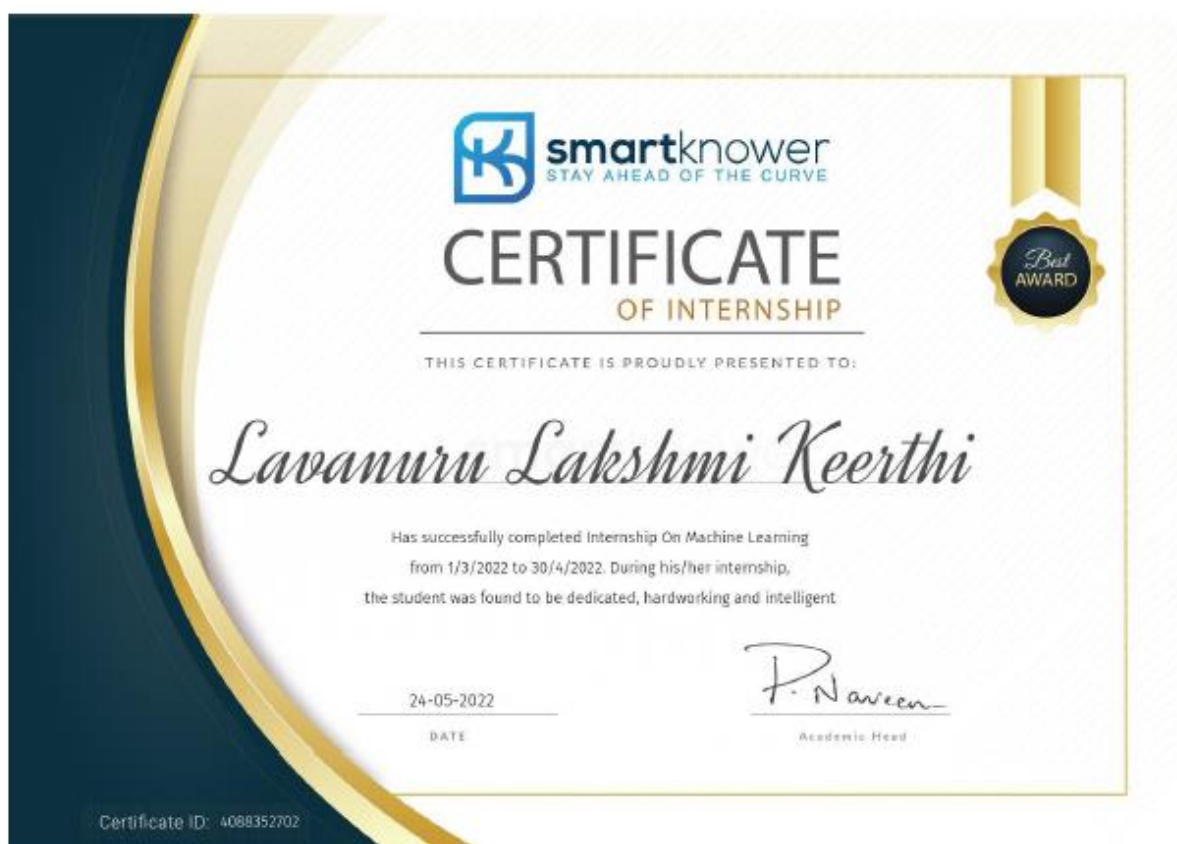 smartknower
STAY AHEAD OF THE CURVE
CERTIFICATE
OF INTERNSHIP
Best
AWARD
THIS CERTIFICATE IS PROUDLY PRESENTED TO:
Lavanuru Lakshmi Keerthi
Has successfully completed Internship On Machine Learning
from 1/3/2022 to 30/4/2022. During his/her internship,
the student was found to be dedicated, hardworking and intelligent
P. Naveen
24-05-2022
DATE
Academic Head
Certificate ID: 4088352702